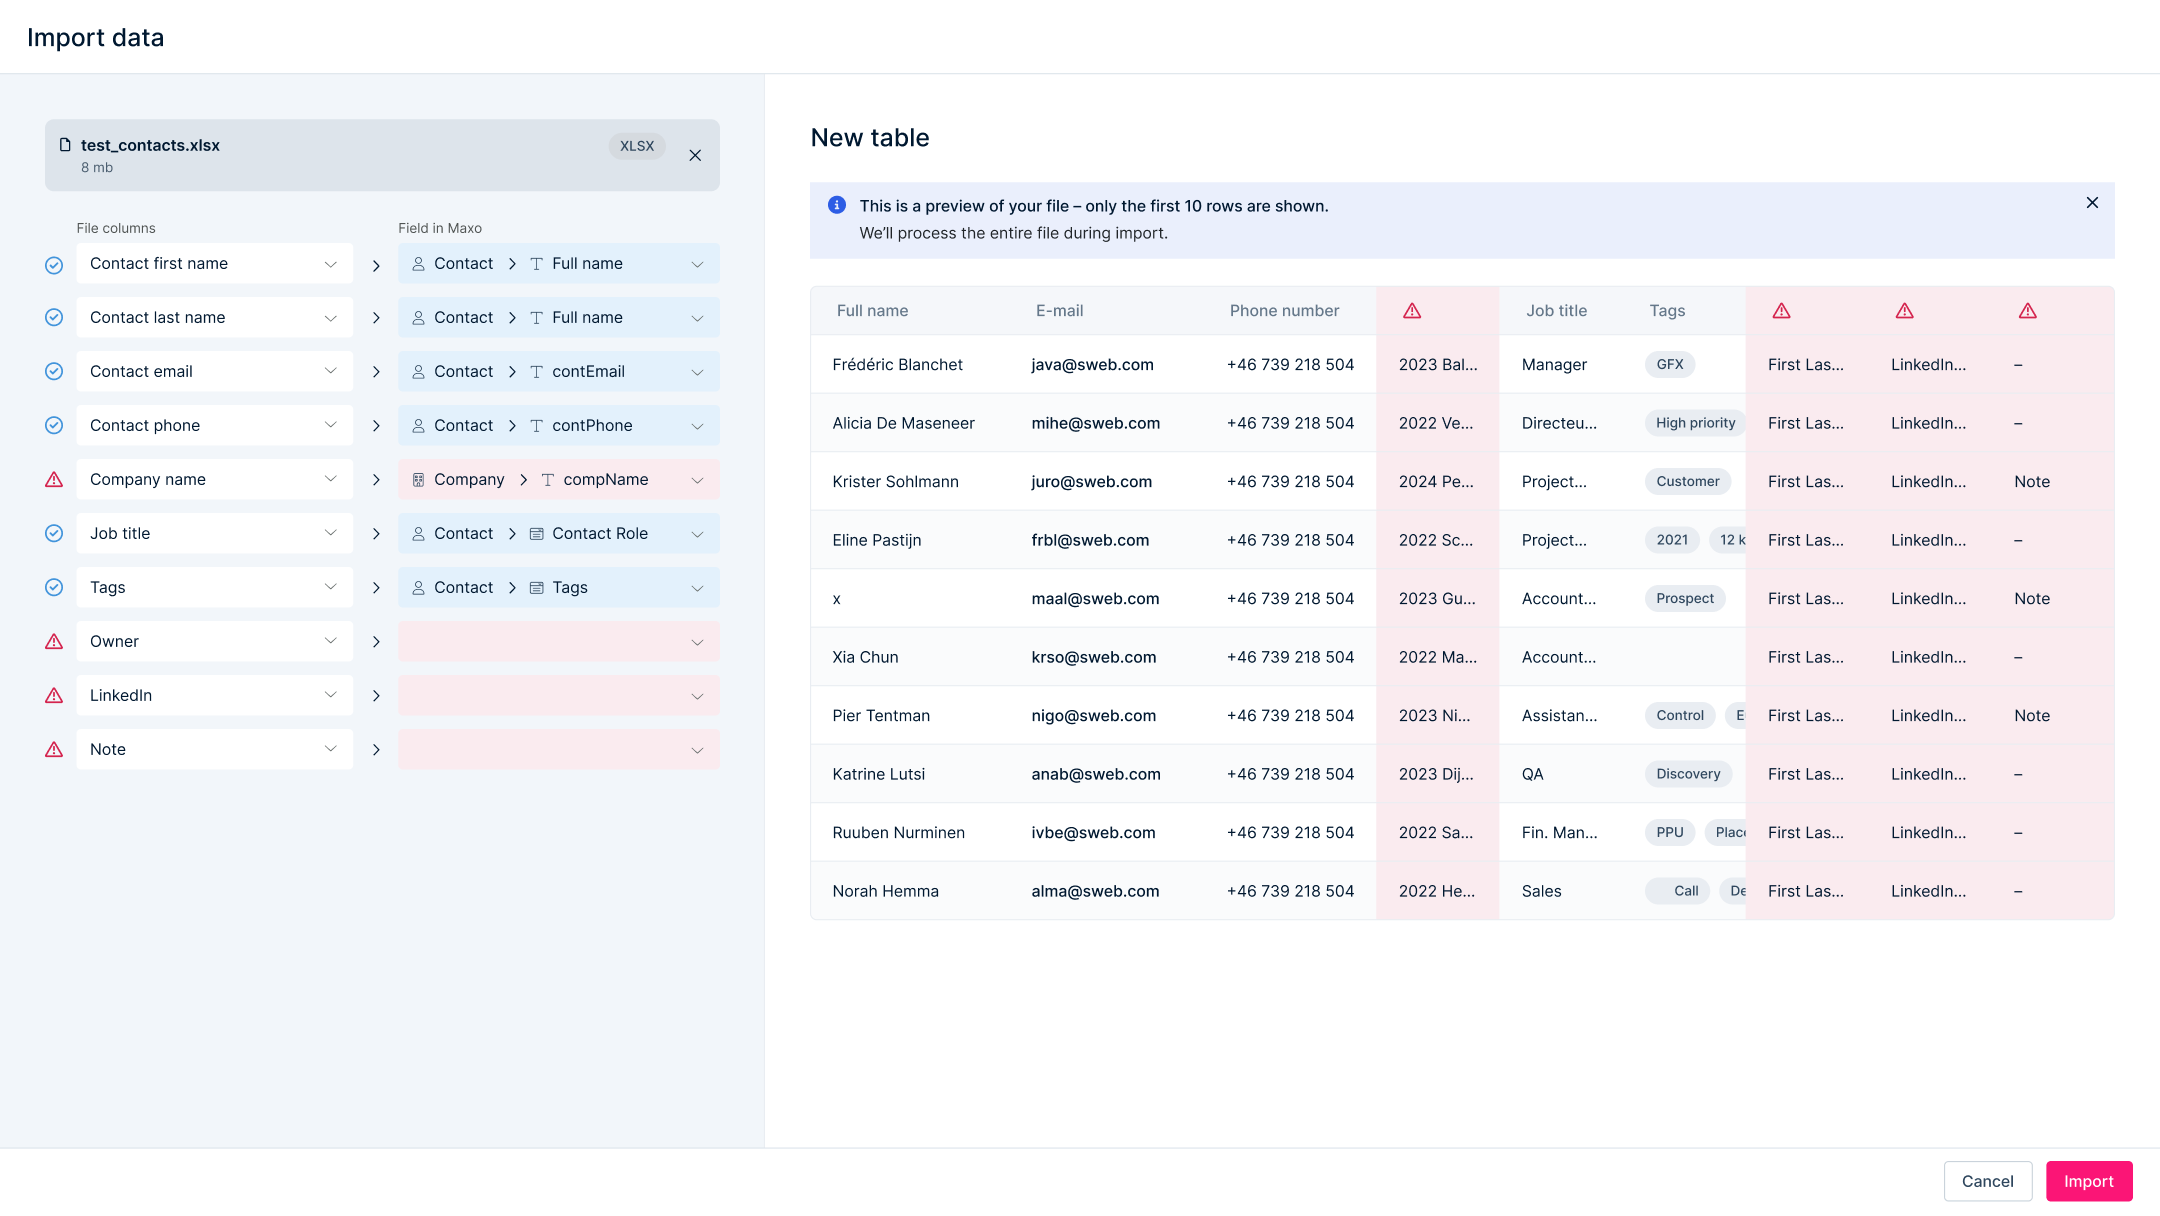 Import data
test_contacts.xlsx
XLSX
8 mb
File columns
Field in Maxo
Contact first name
Contact
Full name
Contact last name
Contact
Full name
Contact email
Contact
contEmail
Contact phone
Contact
contPhone
Company name
Company
compName
Job title
Contact
Contact Role
Tags
Contact
Tags
Owner
LinkedIn
Note
New table
This is a preview of your file – only the first 10 rows are shown.
We'll process the entire file during import.
Full name E-mail Phone number Job title Tags
Frédéric Blanchet java@sweb.com +46 739 218 504 2023 Bal... Manager GFX First Las... LinkedIn... –
Alicia De Maseneer mihe@sweb.com +46 739 218 504 2022 Ve... Directeu... High priority First Las... LinkedIn... –
Krister Sohlmann juro@sweb.com +46 739 218 504 2024 Pe... Project... Customer First Las... LinkedIn... Note
Eline Pastijn frbl@sweb.com +46 739 218 504 2022 Sc... Project... 2021 12 k First Las... LinkedIn... –
x maal@sweb.com +46 739 218 504 2023 Gu... Account... Prospect First Las... LinkedIn... Note
Xia Chun krso@sweb.com +46 739 218 504 2022 Ma... Account... First Las... LinkedIn... –
Pier Tentman nigo@sweb.com +46 739 218 504 2023 Ni... Assistan... Control E First Las... LinkedIn... Note
Katrine Lutsi anab@sweb.com +46 739 218 504 2023 Dij... QA Discovery First Las... LinkedIn... –
Ruuben Nurminen ivbe@sweb.com +46 739 218 504 2022 Sa... Fin. Man... PPU Place First Las... LinkedIn... –
Norah Hemma alma@sweb.com +46 739 218 504 2022 He... Sales Call De First Las... LinkedIn... –
Cancel
Import